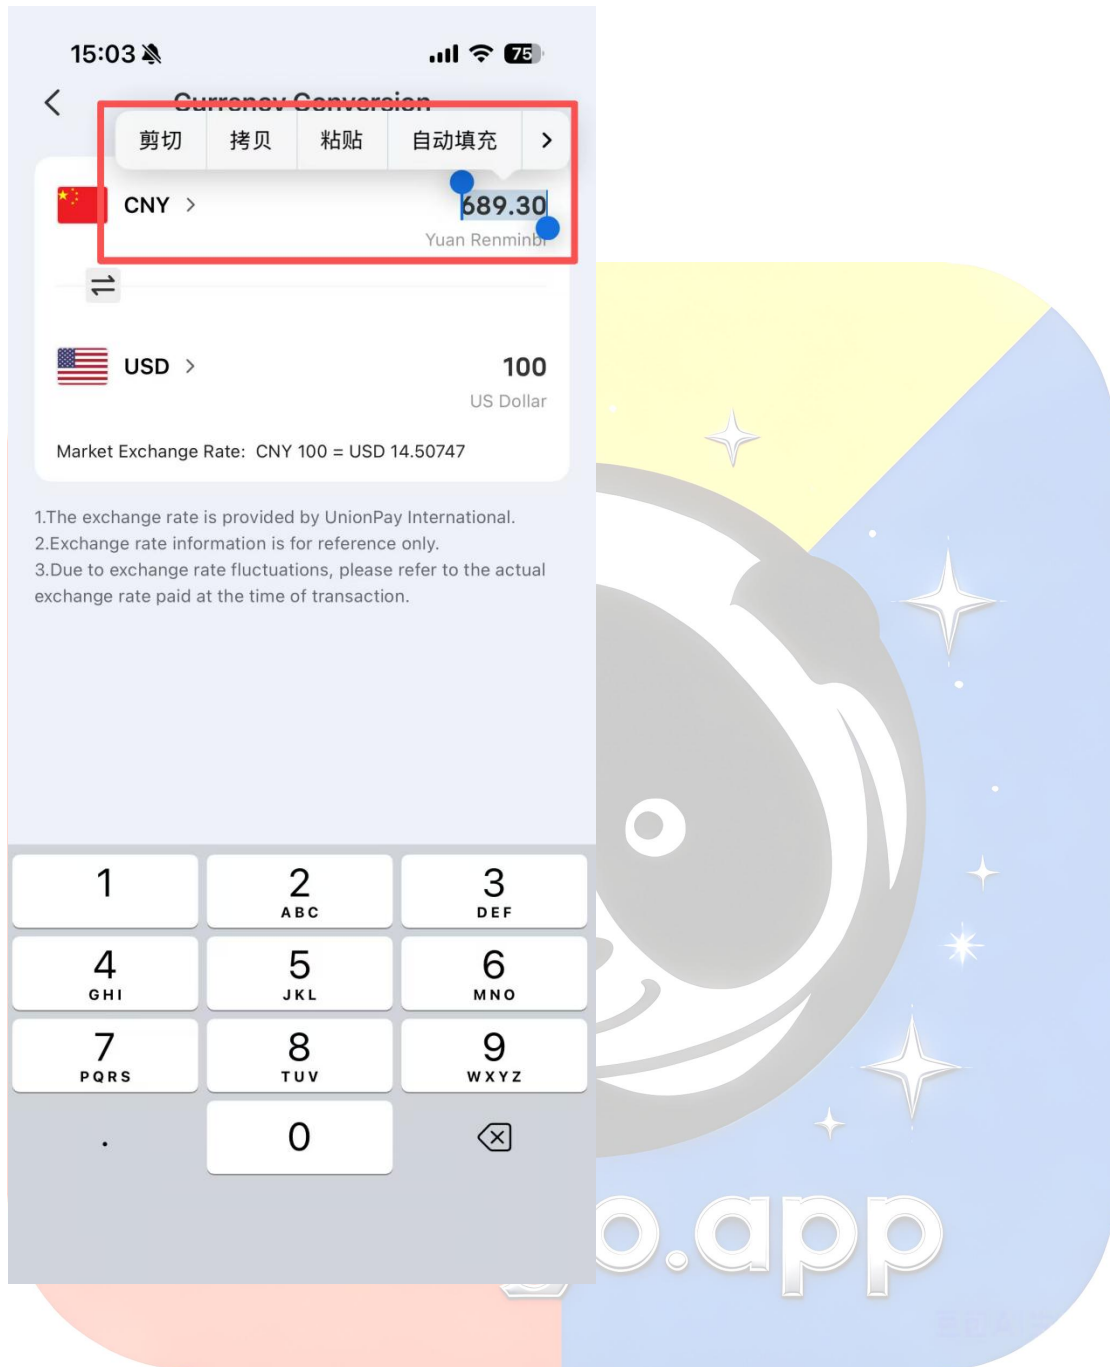 15:03
75
Currency Conversion
剪切 拷贝 粘贴 自动填充
CNY
689.30
Yuan Renminbi
USD
100
US Dollar
Market Exchange Rate: CNY 100 = USD 14.50747
1.The exchange rate is provided by UnionPay International.
2.Exchange rate information is for reference only.
3.Due to exchange rate fluctuations, please refer to the actual
exchange rate paid at the time of transaction.
1
2
ABC
3
DEF
4
GHI
5
JKL
6
MNO
7
PQRS
8
TUV
9
WXYZ
.
0
o.app